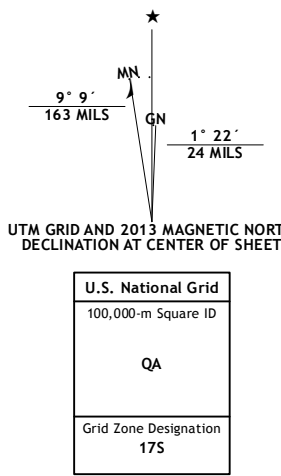 MN
9° 9´
163 MILS
GN
1° 22´
24 MILS
UTM GRID AND 2013 MAGNETIC NORT
DECLINATION AT CENTER OF SHEET
U.S. National Grid
100,000-m Square ID
QA
Grid Zone Designation
17S